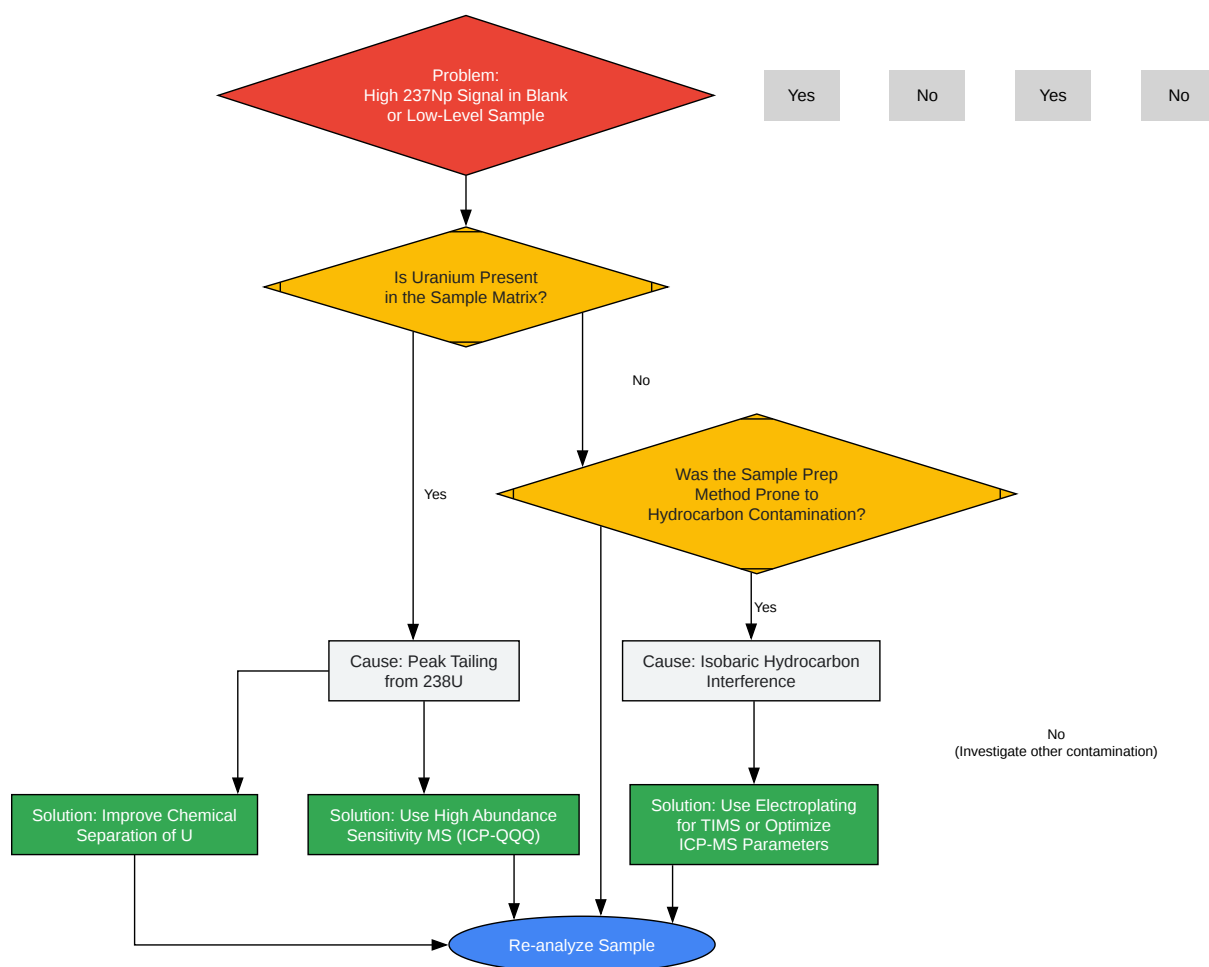 Problem:
High 237Np Signal in Blank
or Low-Level Sample
Yes
No
Yes
No
Is Uranium Present
in the Sample Matrix?
No
Was the Sample Prep
Method Prone to
Hydrocarbon Contamination?
Yes
Yes
Cause: Peak Tailing
from 238U
Cause: Isobaric Hydrocarbon
Interference
No
(Investigate other contamination)
Solution: Improve Chemical
Separation of U
Solution: Use High Abundance
Sensitivity MS (ICP-QQQ)
Solution: Use Electroplating
for TIMS or Optimize
ICP-MS Parameters
Re-analyze Sample